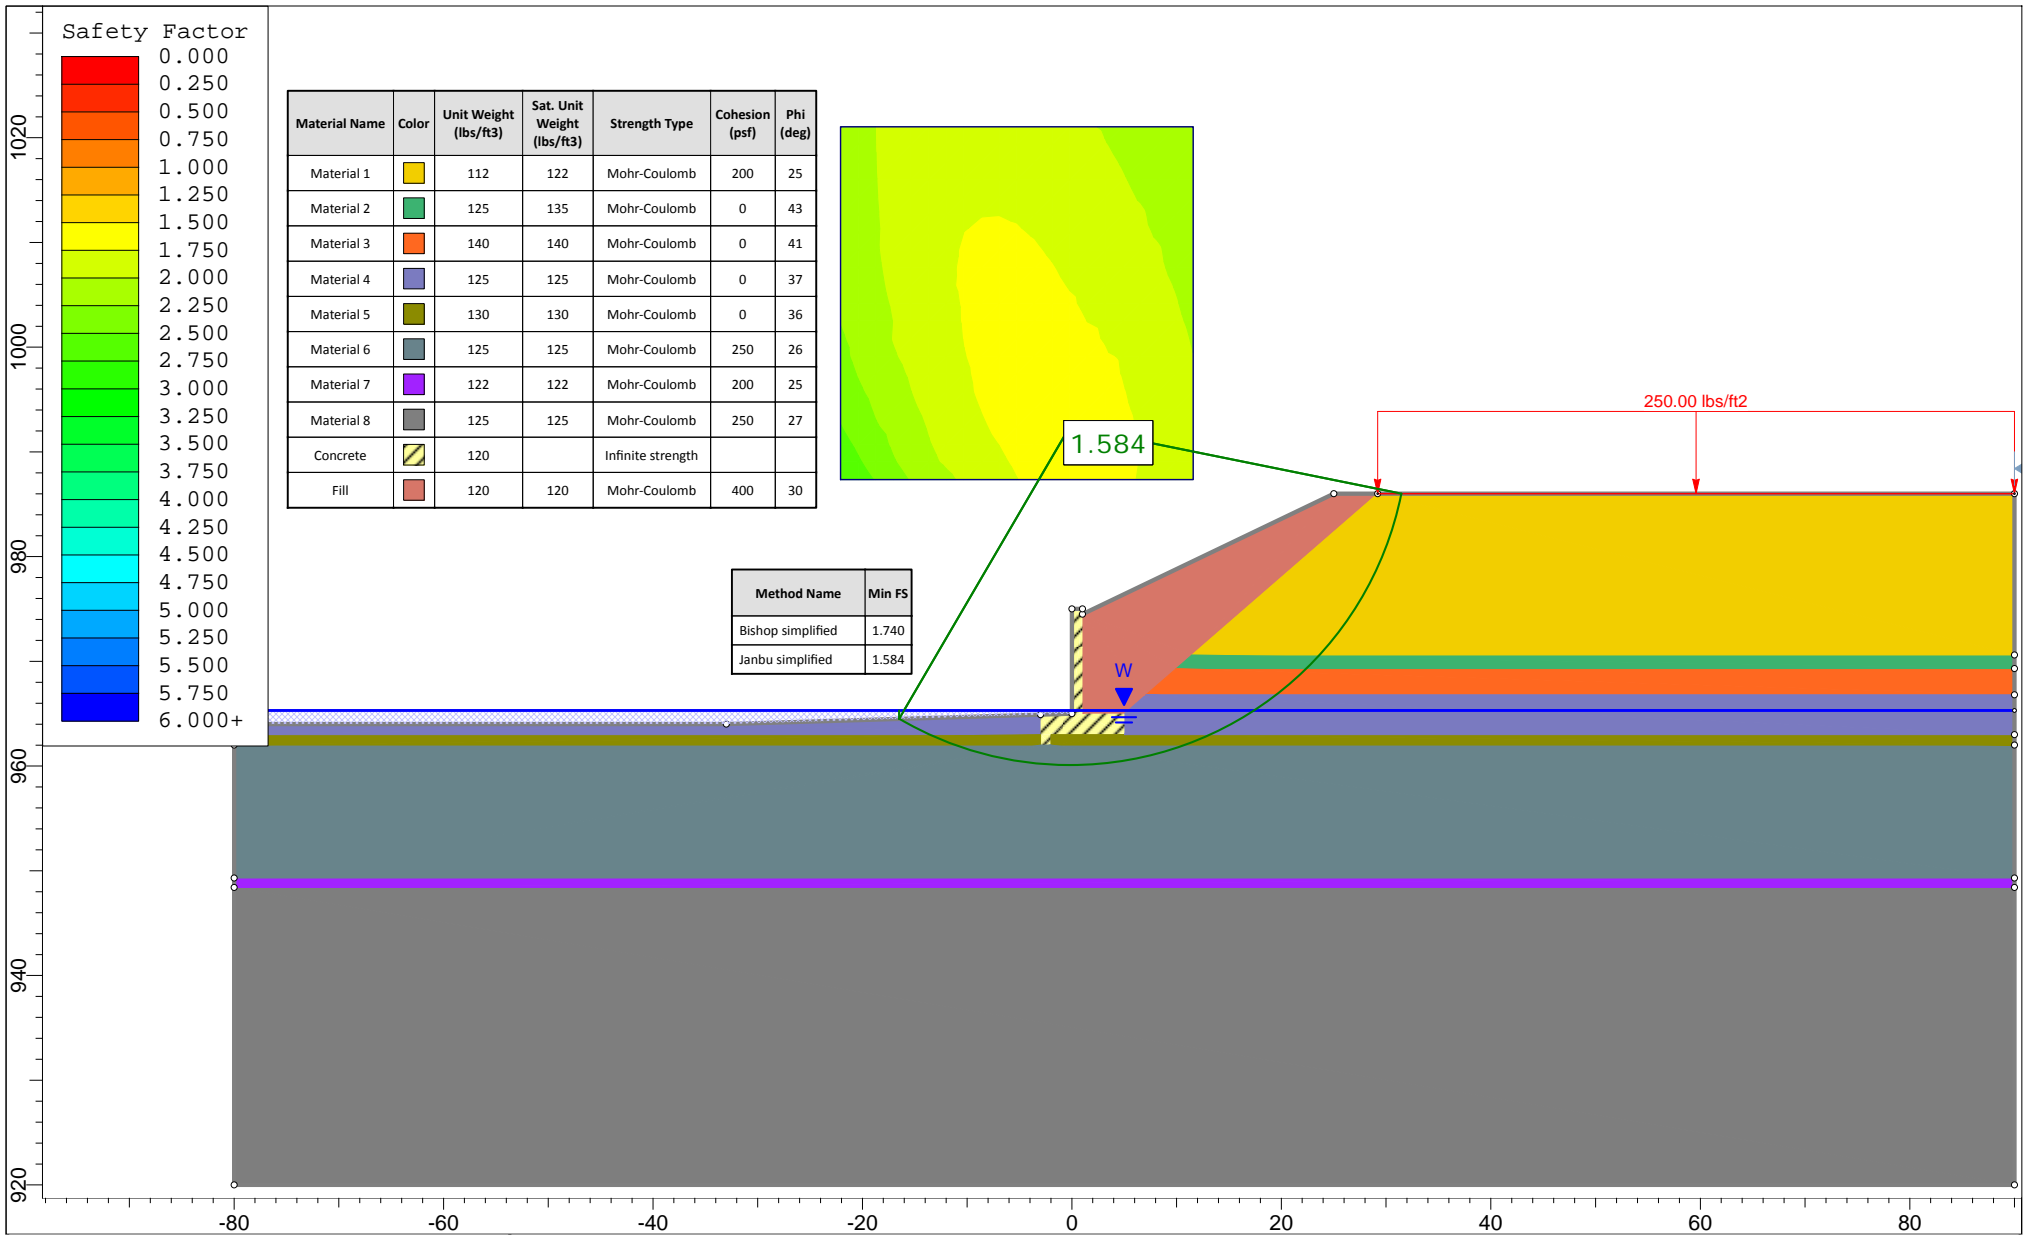 Safety Factor
0.000
0.250
0.500
0.750
1.000
1.250
1.500
1.750
2.000
2.250
2.500
2.750
3.000
3.250
3.500
3.750
4.000
4.250
4.500
4.750
5.000
5.250
5.500
5.750
6.000+
Material Name Color Unit Weight (lbs/ft3) Sat. Unit Weight (lbs/ft3) Strength Type Cohesion (psf) Phi (deg)
Material 1 112 122 Mohr-Coulomb 200 25
Material 2 125 135 Mohr-Coulomb 0 43
Material 3 140 140 Mohr-Coulomb 0 41
Material 4 125 125 Mohr-Coulomb 0 37
Material 5 130 130 Mohr-Coulomb 0 36
Material 6 125 125 Mohr-Coulomb 250 26
Material 7 122 122 Mohr-Coulomb 200 25
Material 8 125 125 Mohr-Coulomb 250 27
Concrete 120 Infinite strength
Fill 120 120 Mohr-Coulomb 400 30
1.584
250.00 lbs/ft2
Method Name Min FS
Bishop simplified 1.740
Janbu simplified 1.584
W
1020
1000
980
960
940
920
-80 -60 -40 -20 0 20 40 60 80